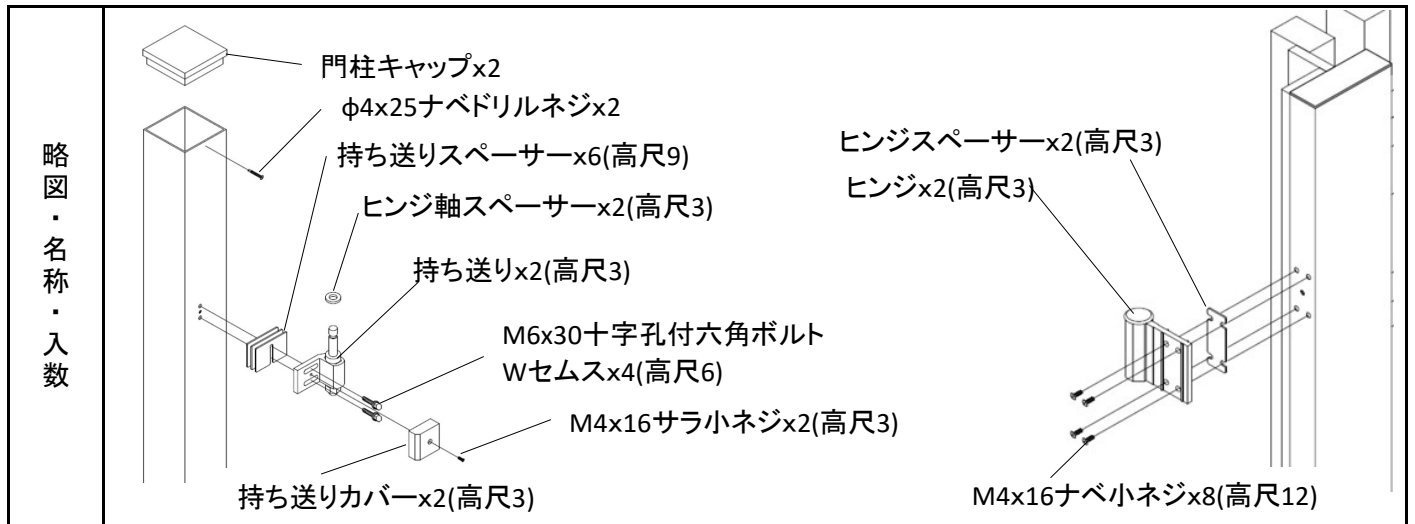 略図・名称・入数
門柱キャップx2
φ4x25ナベドリルネジx2
持ち送りスペーサーx6(高尺9)
ヒンジ軸スペーサーx2(高尺3)
持ち送りx2(高尺3)
M6x30十字孔付六角ボルト
Wセムスx4(高尺6)
M4x16サラ小ネジx2(高尺3)
持ち送りカバーx2(高尺3)
ヒンジスペーサーx2(高尺3)
ヒンジx2(高尺3)
M4x16ナベ小ネジx8(高尺12)